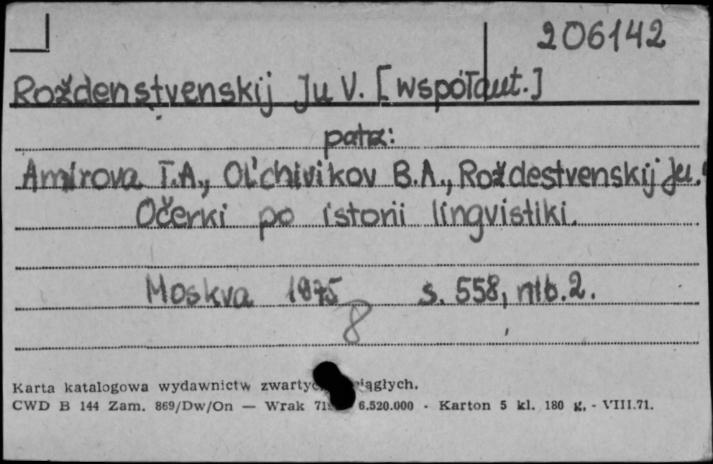 206142
Roždenstvenskij Ju V. [współaut.]
patrz:
Amirova T.A., Ol'chivikov B.A., Roždestvenskij Ju.
Očerki po istorii lingvistiki.
Moskva 1975 s. 558, nlb. 2.
8
Karta katalogowa wydawnictw ciągłych.
CWD B 144 Zam. 869/Dw/On — Wrak 6.520.000 - Karton 5 kl. 180 g. - VIII.71.